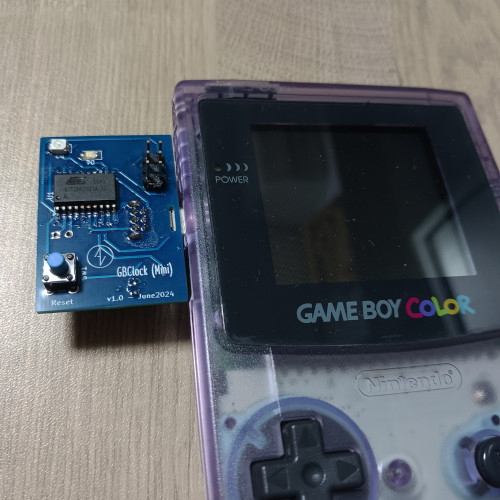 POWER
GBClock (Mini)
Reset
v1.0 June2024
GAME BOY COLOR
Nintendo